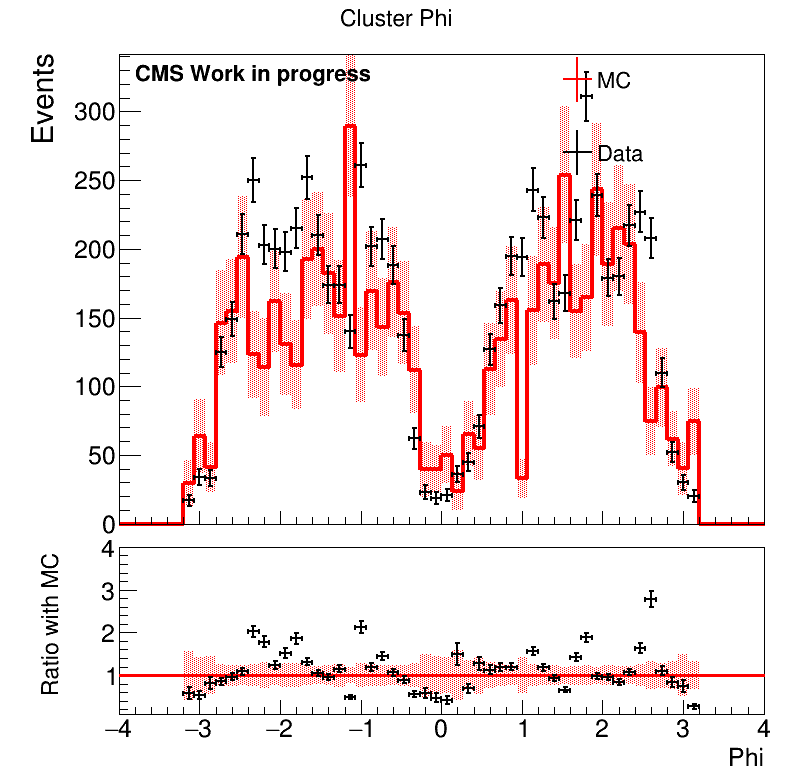 Cluster Phi
Events
CMS Work in progress
MC
Data
300
250
200
150
100
50
0
Ratio with MC
4
3
2
1
−4 −3 −2 −1 0 1 2 3 4
Phi